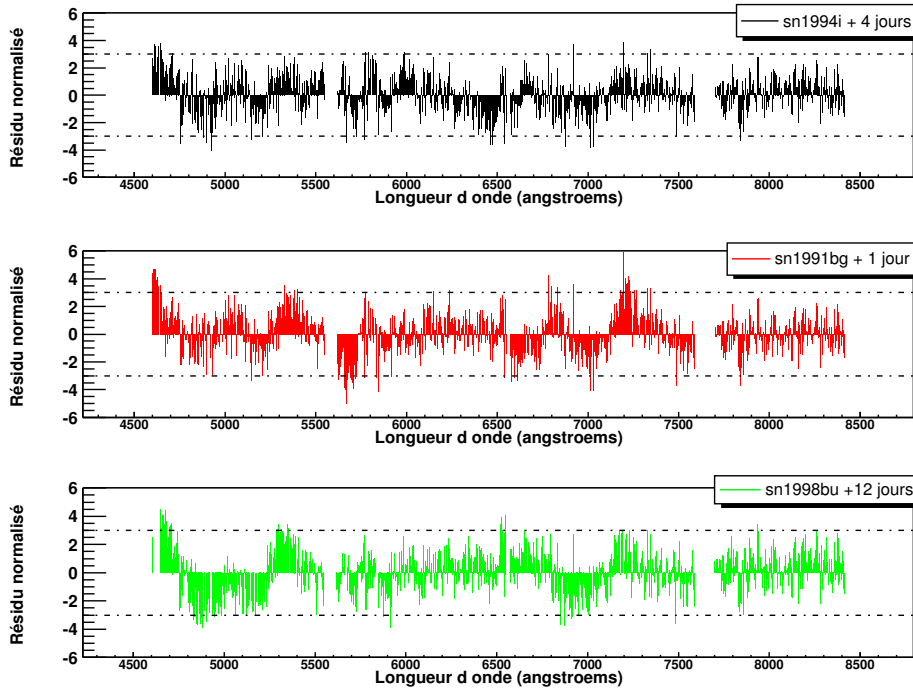 sn1994i + 4 jours
Résidu normalisé
6
4
2
0
-2
-4
-6
4500 5000 5500 6000 6500 7000 7500 8000 8500
Longueur d onde (angstroems)
sn1991bg + 1 jour
Résidu normalisé
6
4
2
0
-2
-4
-6
4500 5000 5500 6000 6500 7000 7500 8000 8500
Longueur d onde (angstroems)
sn1998bu +12 jours
Résidu normalisé
6
4
2
0
-2
-4
-6
4500 5000 5500 6000 6500 7000 7500 8000 8500
Longueur d onde (angstroems)